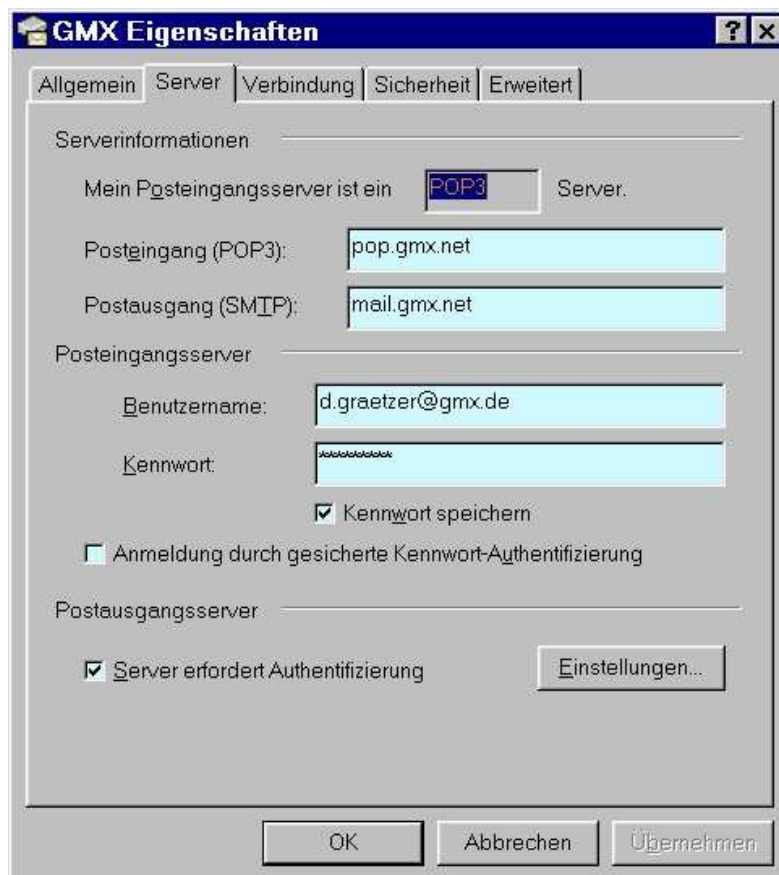 GMX Eigenschaften
Allgemein Server Verbindung Sicherheit Erweitert
Serverinformationen
Mein Posteingangsserver ist ein POP3 Server.
Posteingang (POP3): pop.gmx.net
Postausgang (SMTP): mail.gmx.net
Posteingangsserver
Benutzername: d.graetzer@gmx.de
Kennwort: **********
Kennwort speichern
Anmeldung durch gesicherte Kennwort-Authentifizierung
Postausgangsserver
Server erfordert Authentifizierung Einstellungen...
OK Abbrechen Übernehmen